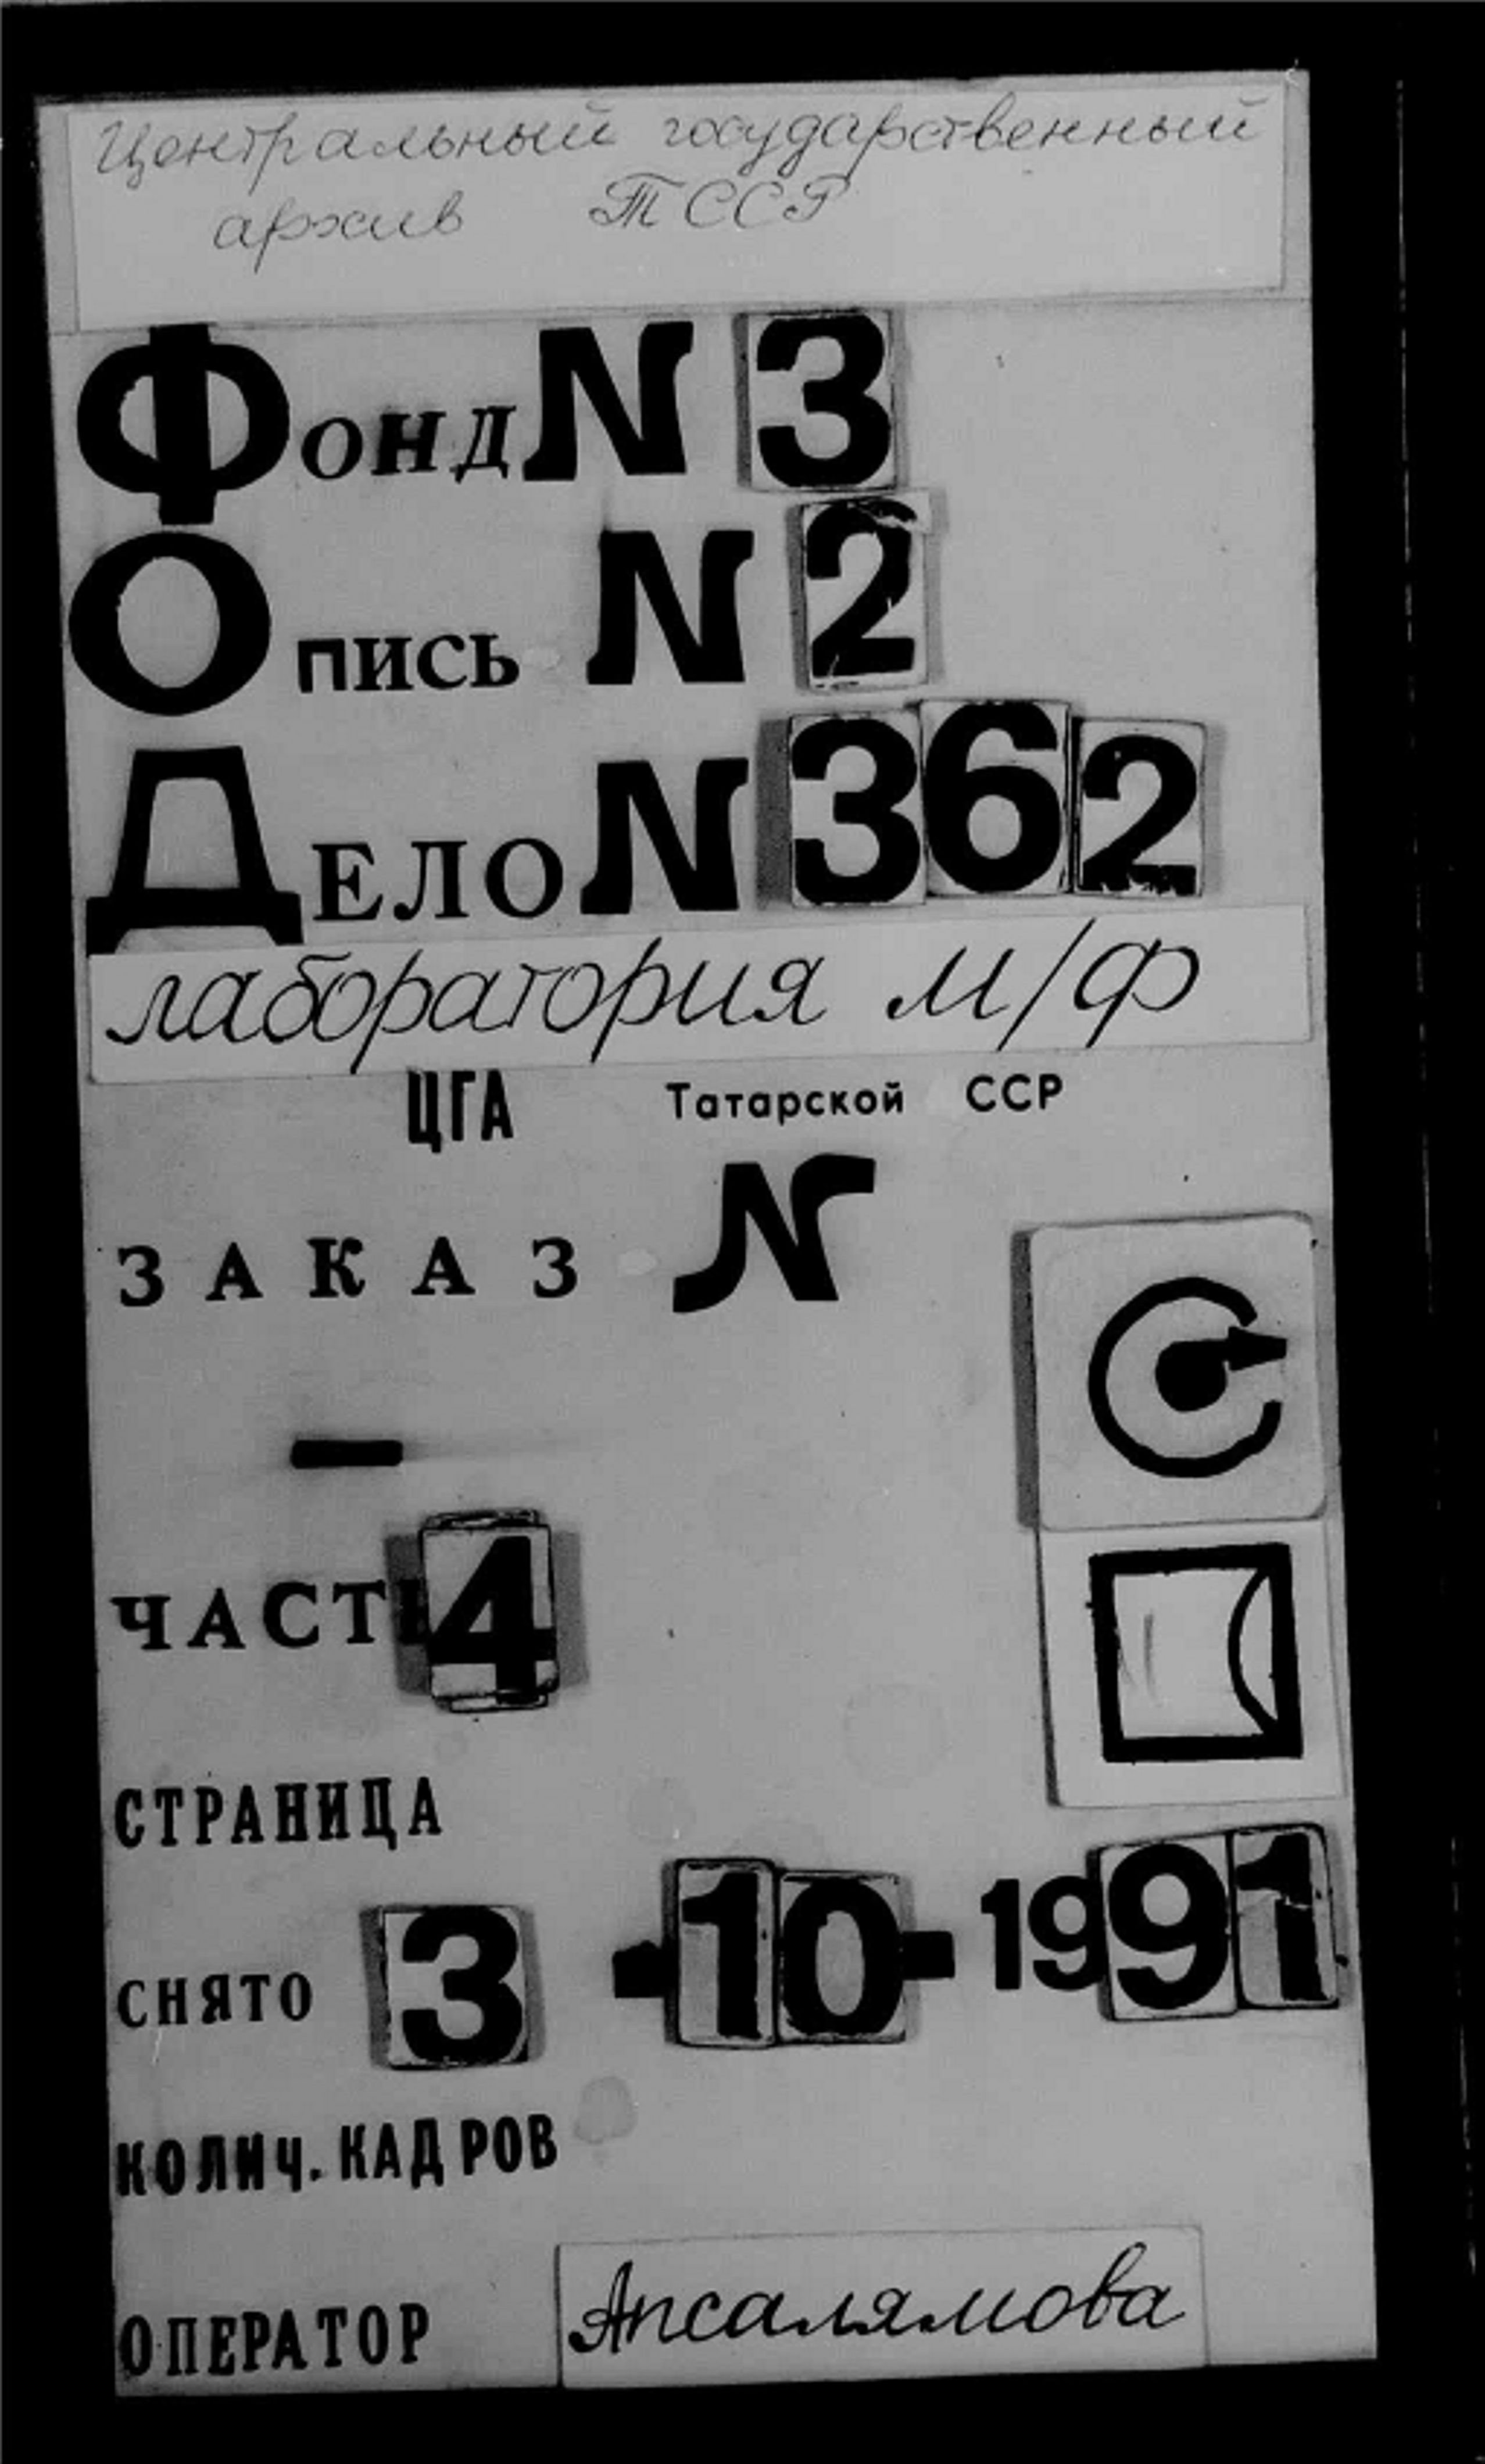 Центральный государственный
архив ТССР
Фонд N 3
Опись N 2
Дело N 362
лаборатория м/ф
ЦГА Татарской ССР
ЗАКАЗ N
–
ЧАСТЬ 4
СТРАНИЦА
СНЯТО 3 - 10 - 1991
КОЛИЧ. КАДРОВ
ОПЕРАТОР Апсалямова